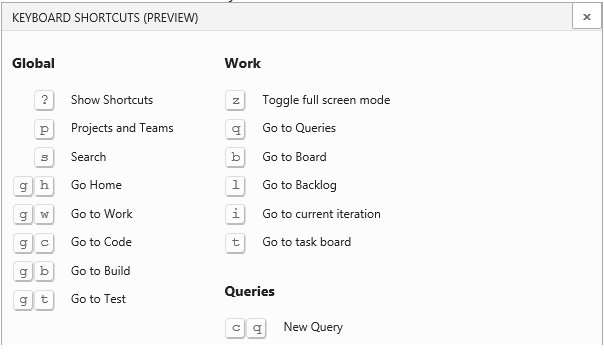 KEYBOARD SHORTCUTS (PREVIEW) x
Global
? Show Shortcuts
p Projects and Teams
s Search
g h Go Home
g w Go to Work
g c Go to Code
g b Go to Build
g t Go to Test
Work
z Toggle full screen mode
q Go to Queries
b Go to Board
l Go to Backlog
i Go to current iteration
t Go to task board
Queries
c q New Query